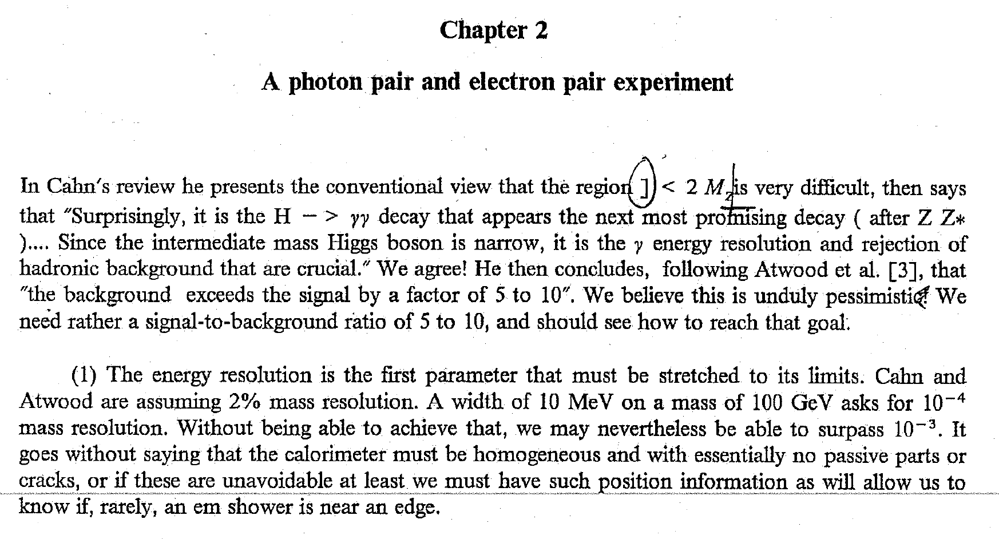 Chapter 2
A photon pair and electron pair experiment
In Cahn's review he presents the conventional view that the region ] < 2 M_Z is very difficult, then says
that "Surprisingly, it is the H − > γγ decay that appears the next most promising decay ( after Z Z*
).... Since the intermediate mass Higgs boson is narrow, it is the γ energy resolution and rejection of
hadronic background that are crucial." We agree! He then concludes, following Atwood et al. [3], that
"the background exceeds the signal by a factor of 5 to 10". We believe this is unduly pessimistic! We
need rather a signal-to-background ratio of 5 to 10, and should see how to reach that goal.
(1) The energy resolution is the first parameter that must be stretched to its limits. Cahn and
Atwood are assuming 2% mass resolution. A width of 10 MeV on a mass of 100 GeV asks for 10⁻⁴
mass resolution. Without being able to achieve that, we may nevertheless be able to surpass 10⁻³. It
goes without saying that the calorimeter must be homogeneous and with essentially no passive parts or
cracks, or if these are unavoidable at least we must have such position information as will allow us to
know if, rarely, an em shower is near an edge.